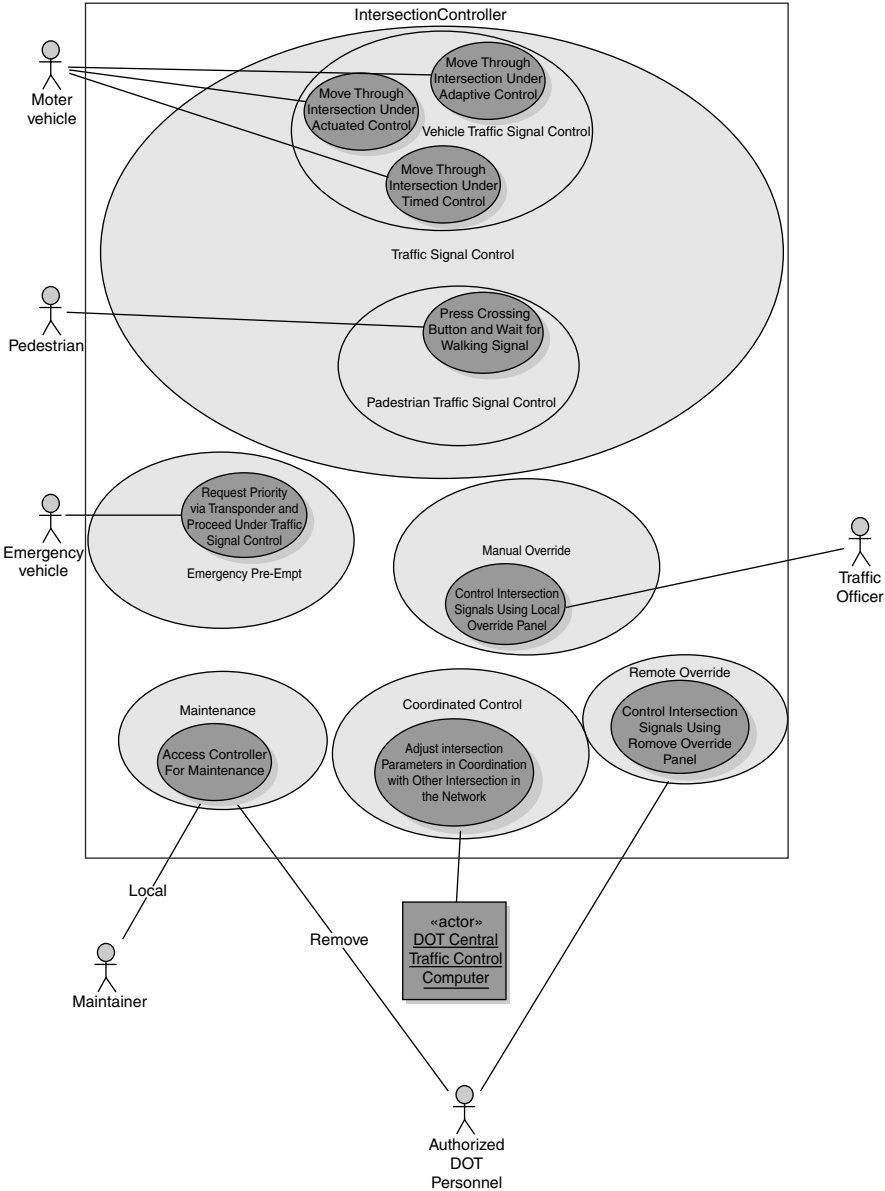 IntersectionController
Moter
vehicle
Move Through
Intersection Under
Adaptive Control
Move Through
Intersection Under
Actuated Control
Vehicle Traffic Signal Control
Move Through
Intersection Under
Timed Control
Traffic Signal Control
Pedestrian
Press Crossing
Button and Wait for
Walking Signal
Padestrian Traffic Signal Control
Emergency
vehicle
Request Priority
via Transponder and
Proceed Under Traffic
Signal Control
Emergency Pre-Empt
Manual Override
Control Intersection
Signals Using Local
Override Panel
Traffic
Officer
Maintenance
Access Controller
For Maintenance
Coordinated Control
Adjust intersection
Parameters in Coordination
with Other Intersection in
the Network
Remote Override
Control Intersection
Signals Using
Romove Override
Panel
Local
Maintainer
Remove
«actor»
DOT Central
Traffic Control
Computer
Authorized
DOT
Personnel